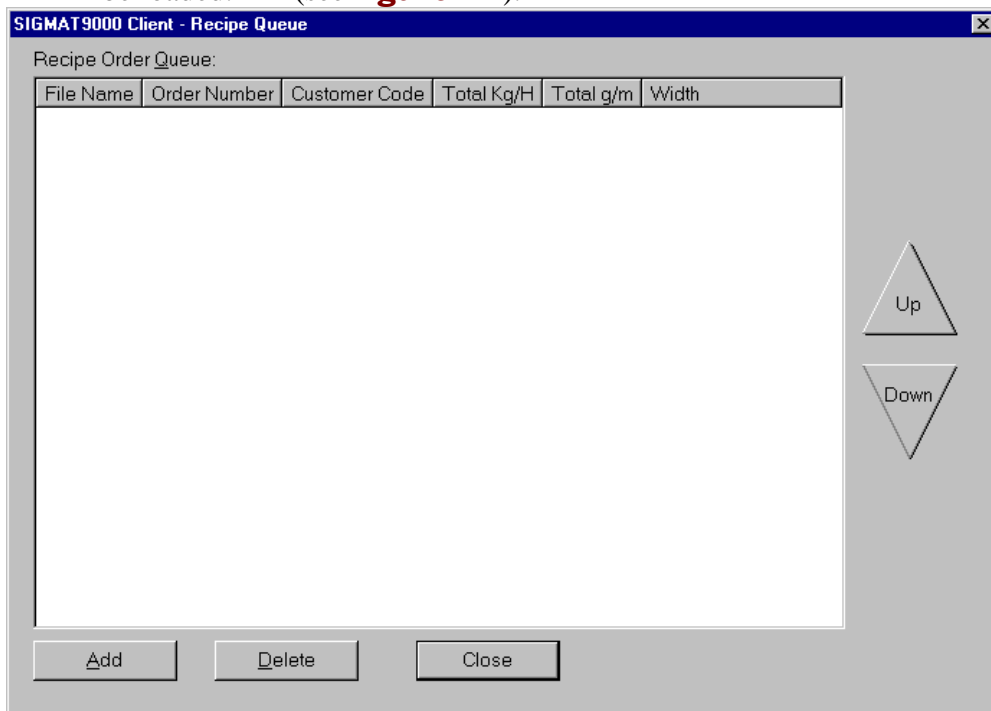 SIGMAT9000 Client - Recipe Queue
Recipe Order Queue:
File Name Order Number Customer Code Total Kg/H Total g/m Width
Up
Down
Add Delete Close